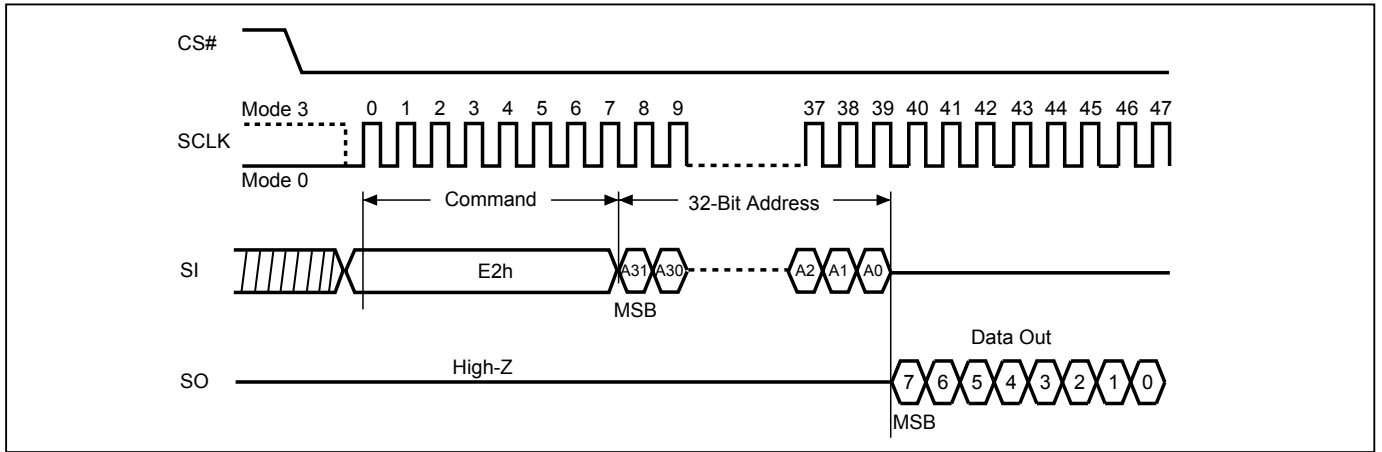 CS#
Mode 3
0 1 2 3 4 5 6 7 8 9 37 38 39 40 41 42 43 44 45 46 47
SCLK
Mode 0
Command
32-Bit Address
SI
E2h
A31 A30 A2 A1 A0
MSB
Data Out
High-Z
SO
7 6 5 4 3 2 1 0
MSB